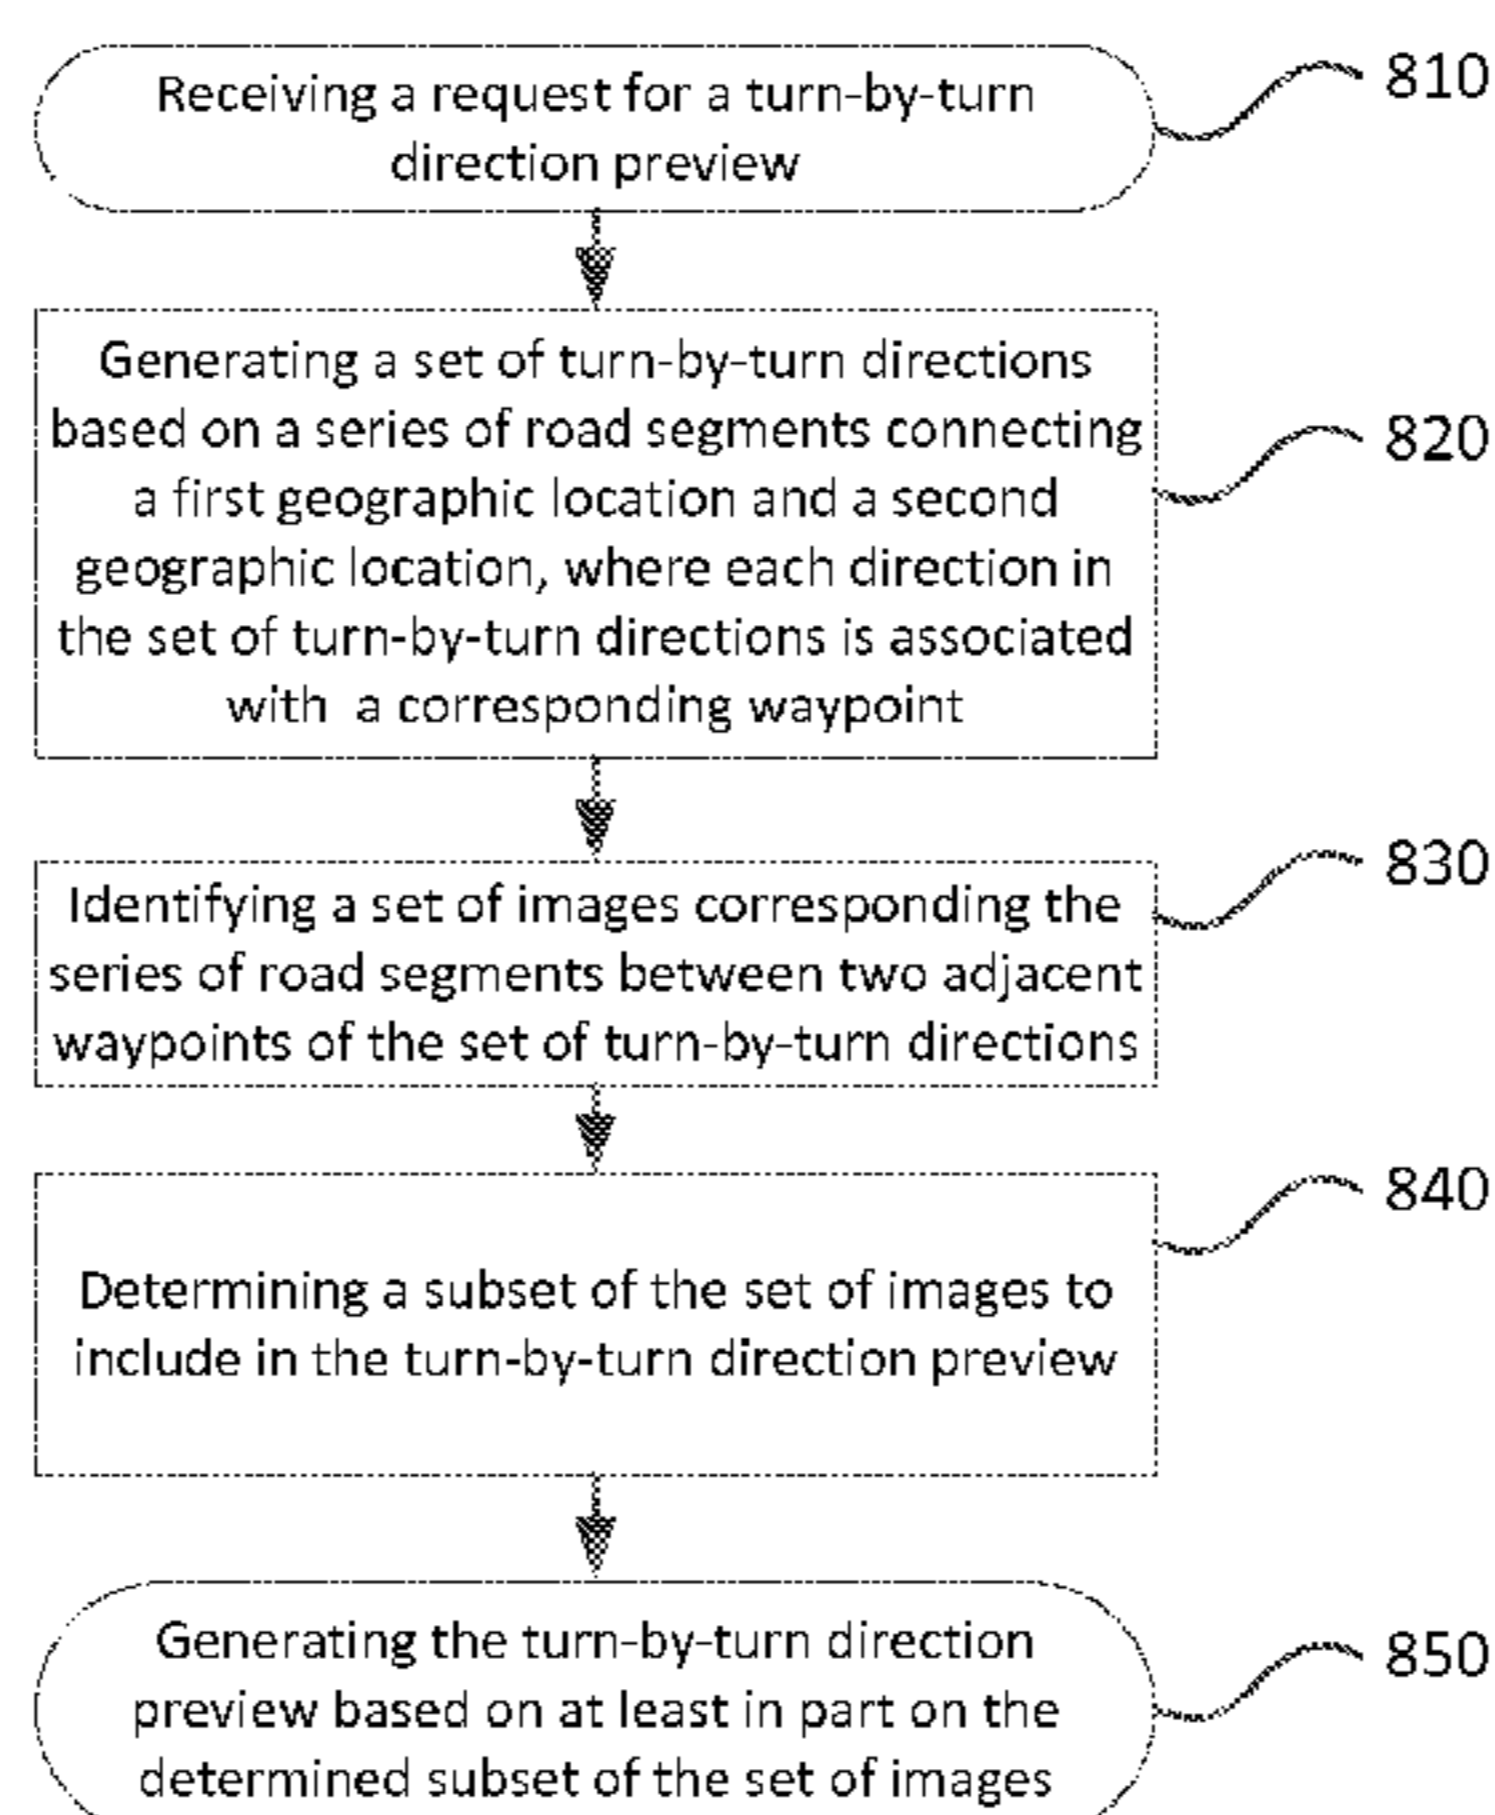 Receiving a request for a turn-by-turn
direction preview
810
Generating a set of turn-by-turn directions
based on a series of road segments connecting
a first geographic location and a second
geographic location, where each direction in
the set of turn-by-turn directions is associated
with a corresponding waypoint
820
Identifying a set of images corresponding the
series of road segments between two adjacent
waypoints of the set of turn-by-turn directions
830
Determining a subset of the set of images to
include in the turn-by-turn direction preview
840
Generating the turn-by-turn direction
preview based on at least in part on the
determined subset of the set of images
850